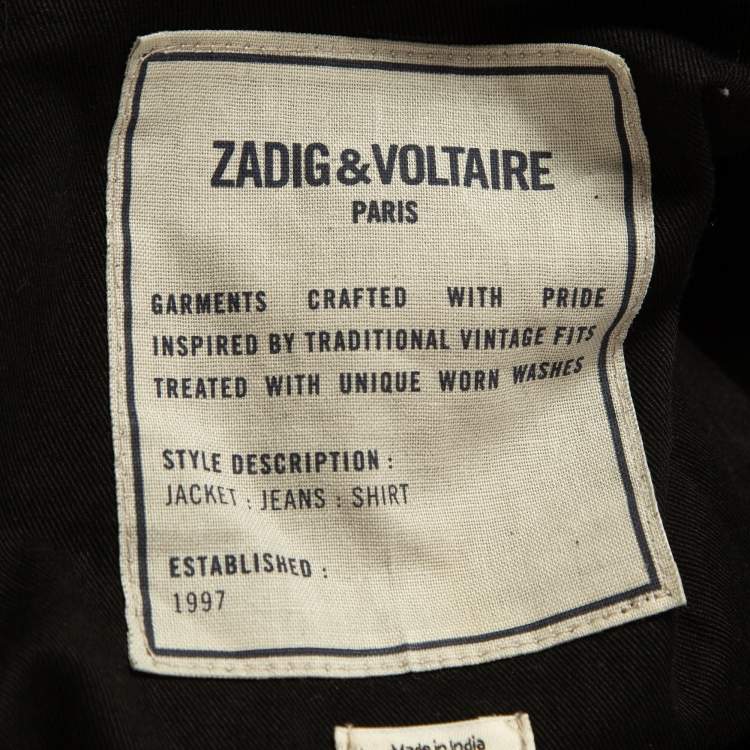 ZADIG&VOLTAIRE
PARIS
GARMENTS CRAFTED WITH PRIDE
INSPIRED BY TRADITIONAL VINTAGE FITS
TREATED WITH UNIQUE WORN WASHES
STYLE DESCRIPTION :
JACKET : JEANS : SHIRT
ESTABLISHED :
1997
Made in India